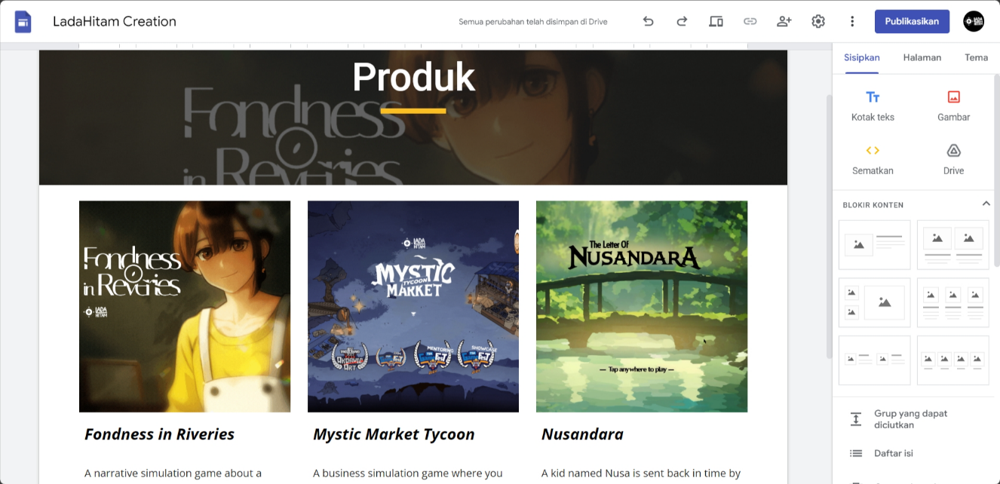 LadaHitam Creation
Semua perubahan telah disimpan di Drive
Publikasikan
Sisipkan
Halaman
Tema
Produk
Fondness
in Reveries
Kotak teks
Gambar
Sematkan
Drive
BLOKIR KONTEN
Fondness
in Reveries
LADA
HITAM
LADA
HITAM
MYSTIC
TYCOON
MARKET
MENTORING
SHOWCASE
The Letter Of
NUSANDARA
— Tap anywhere to play —
Fondness in Riveries
Mystic Market Tycoon
Nusandara
A narrative simulation game about a
A business simulation game where you
A kid named Nusa is sent back in time by
Grup yang dapat
diciutkan
Daftar isi